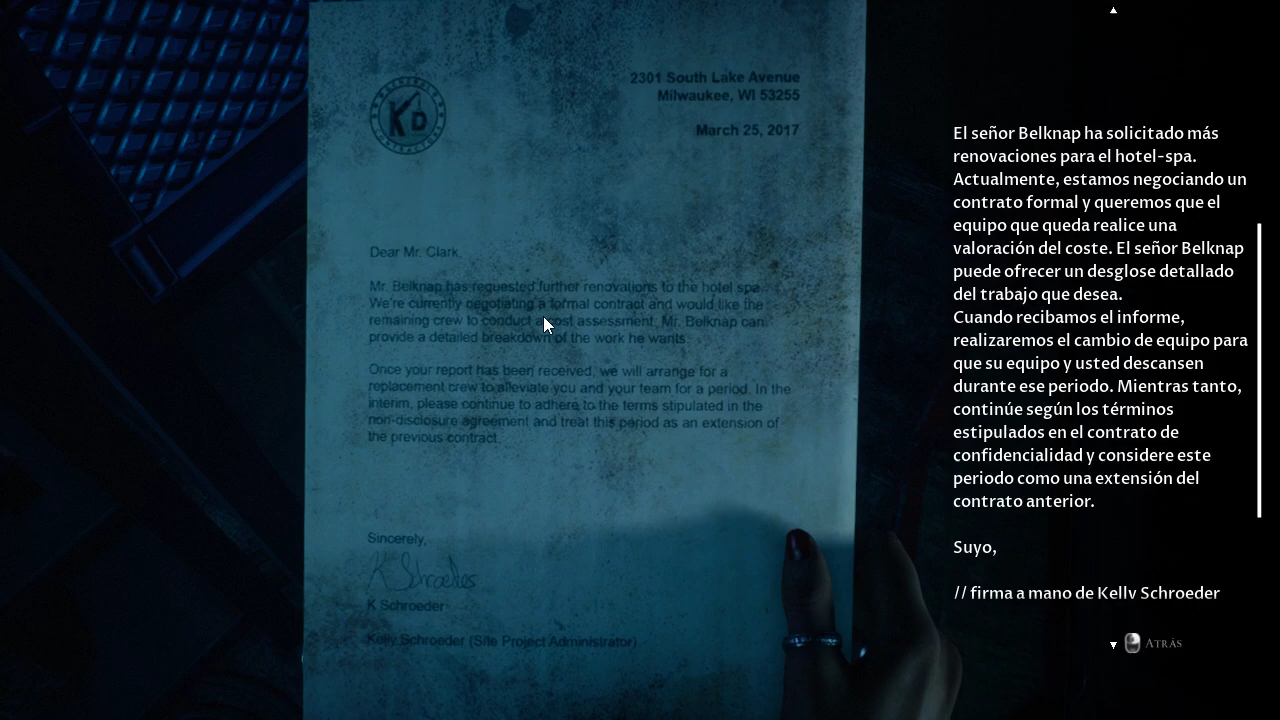 KD
2301 South Lake Avenue
Milwaukee, WI 53255
March 25, 2017
Dear Mr. Clark,
Mr. Belknap has requested further renovations to the hotel spa.
We're currently negotiating a formal contract and would like the
remaining crew to conduct a cost assessment. Mr. Belknap can
provide a detailed breakdown of the work he wants.
Once your report has been received, we will arrange for a
replacement crew to alleviate you and your team for a period. In the
interim, please continue to adhere to the terms stipulated in the
non-disclosure agreement and treat this period as an extension of
the previous contract.
Sincerely,
K Schroeder
K Schroeder
Kelly Schroeder (Site Project Administrator)
El señor Belknap ha solicitado más
renovaciones para el hotel-spa.
Actualmente, estamos negociando un
contrato formal y queremos que el
equipo que queda realice una
valoración del coste. El señor Belknap
puede ofrecer un desglose detallado
del trabajo que desea.
Cuando recibamos el informe,
realizaremos el cambio de equipo para
que su equipo y usted descansen
durante ese periodo. Mientras tanto,
continúe según los términos
estipulados en el contrato de
confidencialidad y considere este
periodo como una extensión del
contrato anterior.
Suyo,
// firma a mano de Kelly Schroeder
Atrás